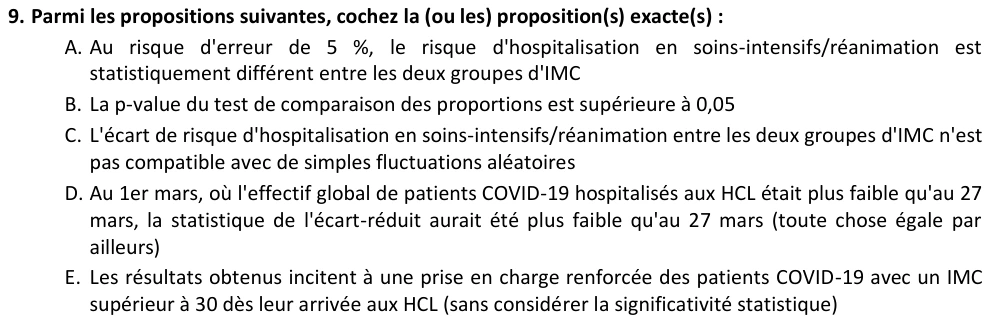 9. Parmi les propositions suivantes, cochez la (ou les) proposition(s) exacte(s) :
A. Au risque d'erreur de 5 %, le risque d'hospitalisation en soins-intensifs/réanimation est
statistiquement différent entre les deux groupes d'IMC
B. La p-value du test de comparaison des proportions est supérieure à 0,05
C. L'écart de risque d'hospitalisation en soins-intensifs/réanimation entre les deux groupes d'IMC n'est
pas compatible avec de simples fluctuations aléatoires
D. Au 1er mars, où l'effectif global de patients COVID-19 hospitalisés aux HCL était plus faible qu'au 27
mars, la statistique de l'écart-réduit aurait été plus faible qu'au 27 mars (toute chose égale par
ailleurs)
E. Les résultats obtenus incitent à une prise en charge renforcée des patients COVID-19 avec un IMC
supérieur à 30 dès leur arrivée aux HCL (sans considérer la significativité statistique)